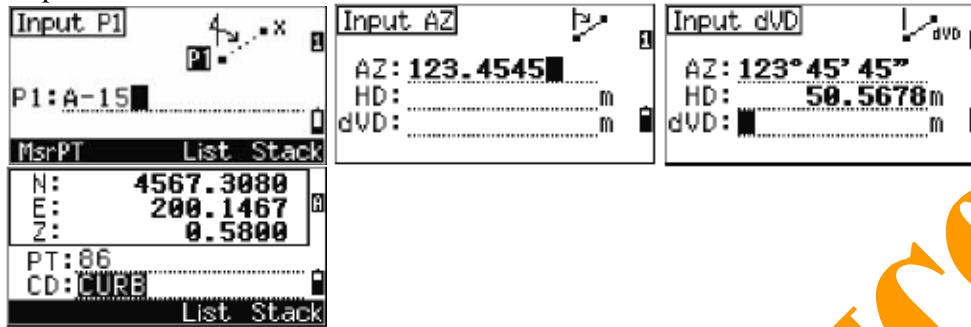 Input P1
x
P1
1
P1:A-15
MsrPT List Stack
Input AZ
1
AZ:123.4545
HD: m
dVD: m
Input dVD
dVD
AZ:123°45’45”
HD: 50.5678m
dVD: m
N: 4567.3080
E: 200.1467
Z: 0.5800
A
PT:86
CD:CURB
List Stack